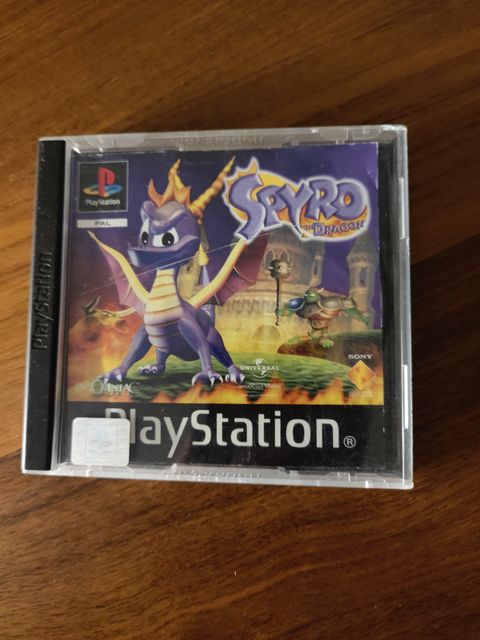 PlayStation
PlayStation
PAL
SPYRO
THE DRAGON
UNIVERSAL
SONY
PlayStation®